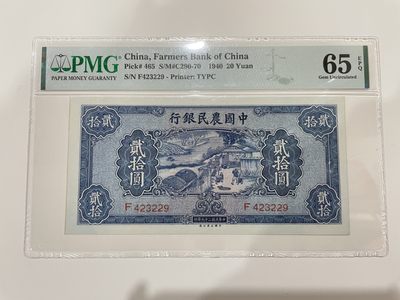 PMG
PAPER MONEY GUARANTY
China, Farmers Bank of China
Pick# 465 S/M#C290-70 1940 20 Yuan
S/N F423229 - Printer: TYPC
65 EPQ
Gem Uncirculated
行銀民農國中
拾貳 貳拾
貳拾圓 貳拾圓
貳拾 貳拾
F 423229 F 423229